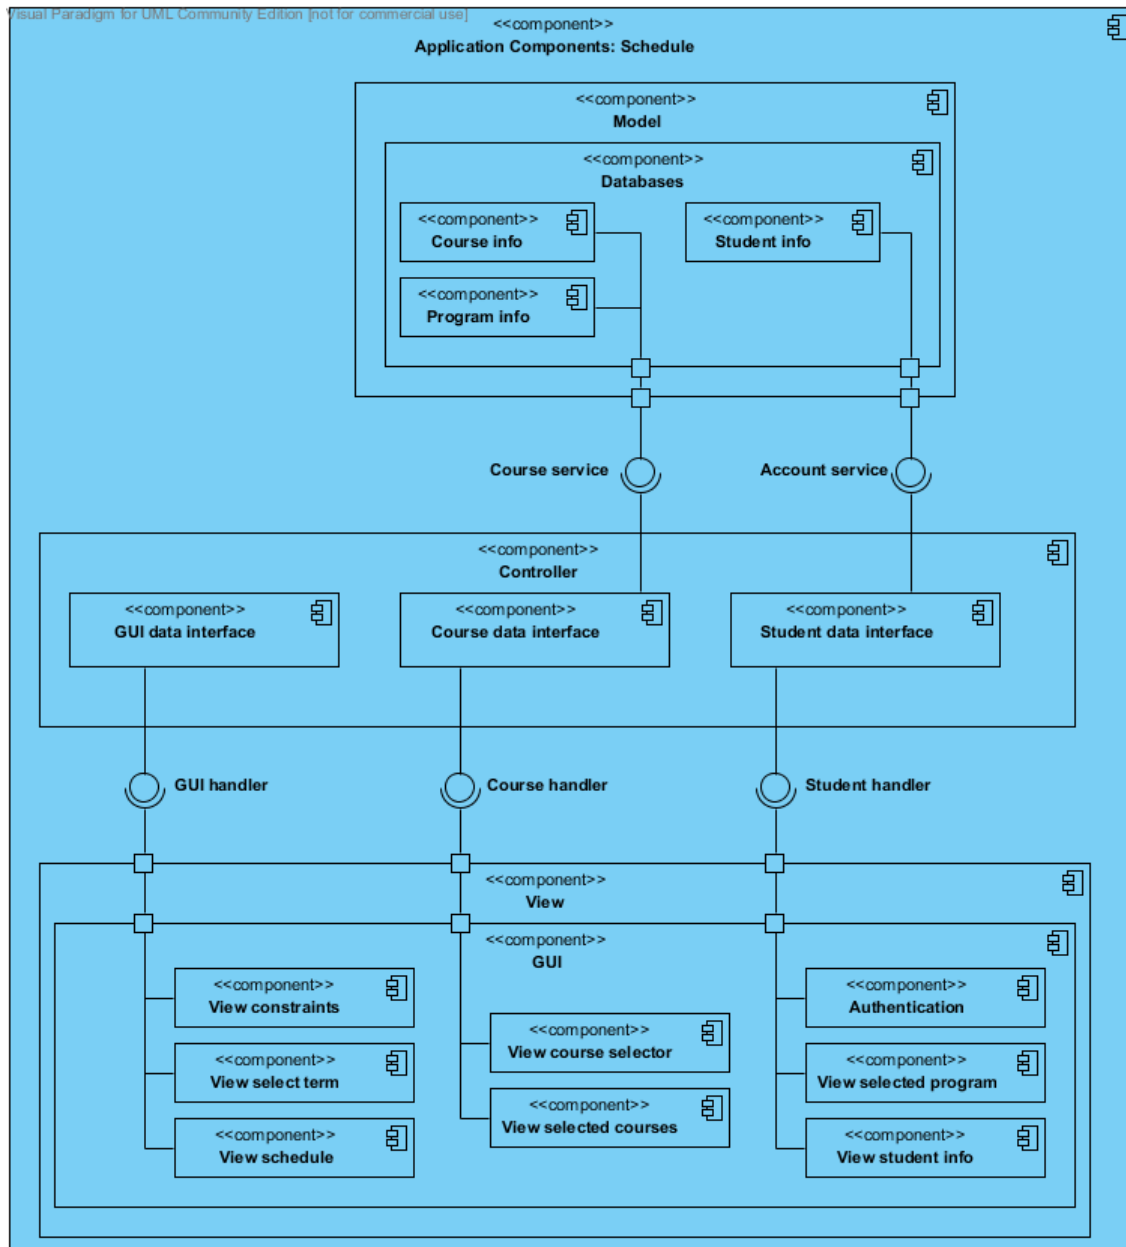 Visual Paradigm for UML Community Edition [not for commercial use]
<<component>>
Application Components: Schedule
<<component>>
Model
<<component>>
Databases
<<component>>
Course info
<<component>>
Student info
<<component>>
Program info
Course service
Account service
<<component>>
Controller
<<component>>
GUI data interface
<<component>>
Course data interface
<<component>>
Student data interface
GUI handler
Course handler
Student handler
<<component>>
View
<<component>>
GUI
<<component>>
View constraints
<<component>>
View select term
<<component>>
View schedule
<<component>>
View course selector
<<component>>
View selected courses
<<component>>
Authentication
<<component>>
View selected program
<<component>>
View student info